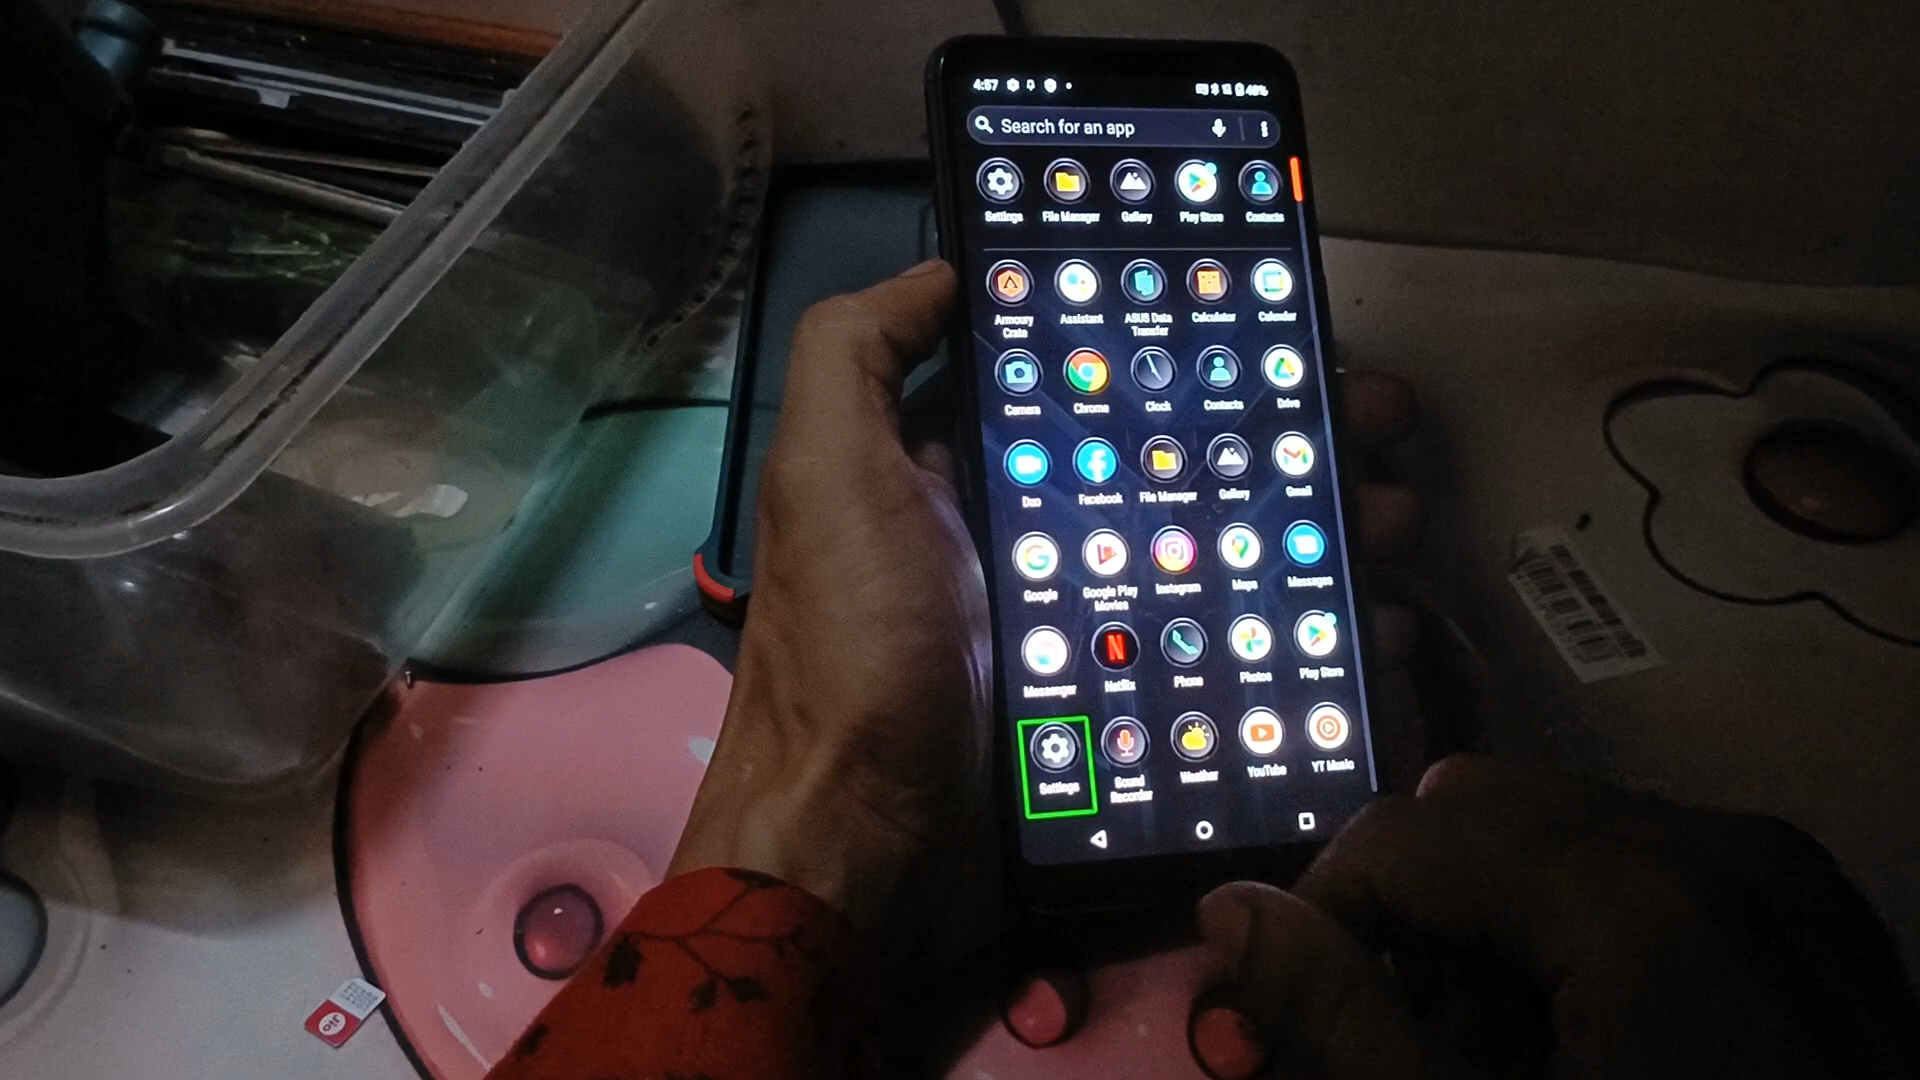 4:57
48%
Search for an app
Settings
File Manager
Gallery
Play Store
Contacts
Armoury
Crate
Assistant
ASUS Data
Transfer
Calculator
Calendar
Camera
Chrome
Clock
Contacts
Drive
Duo
Facebook
File Manager
Gallery
Gmail
Google
Google Play
Movies
Instagram
Maps
Messages
Messenger
Netflix
Phone
Photos
Play Store
Settings
Sound
Recorder
Weather
YouTube
YT Music
Jio